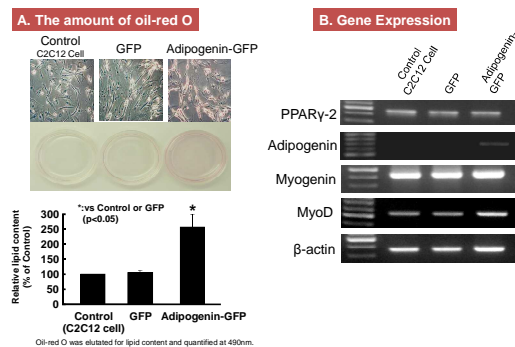 A. The amount of oil-red O
Control
C2C12 Cell
GFP
Adipogenin-GFP
*:vs Control or GFP
(p<0.05)
*
Relative lipid content
(% of Control)
300
250
200
150
100
50
0
Control
(C2C12 cell)
GFP
Adipogenin-GFP
Oil-red O was elutated for lipid content and quantified at 490nm.
B. Gene Expression
Control
C2C12 Cell
GFP
Adipogenin-
GFP
PPARγ-2
Adipogenin
Myogenin
MyoD
β-actin